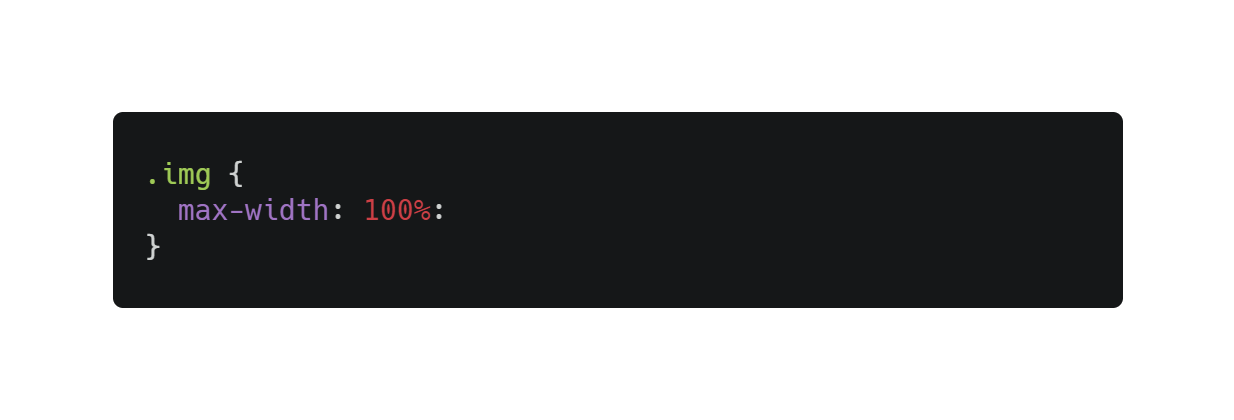 .img {
  max-width: 100%:
}